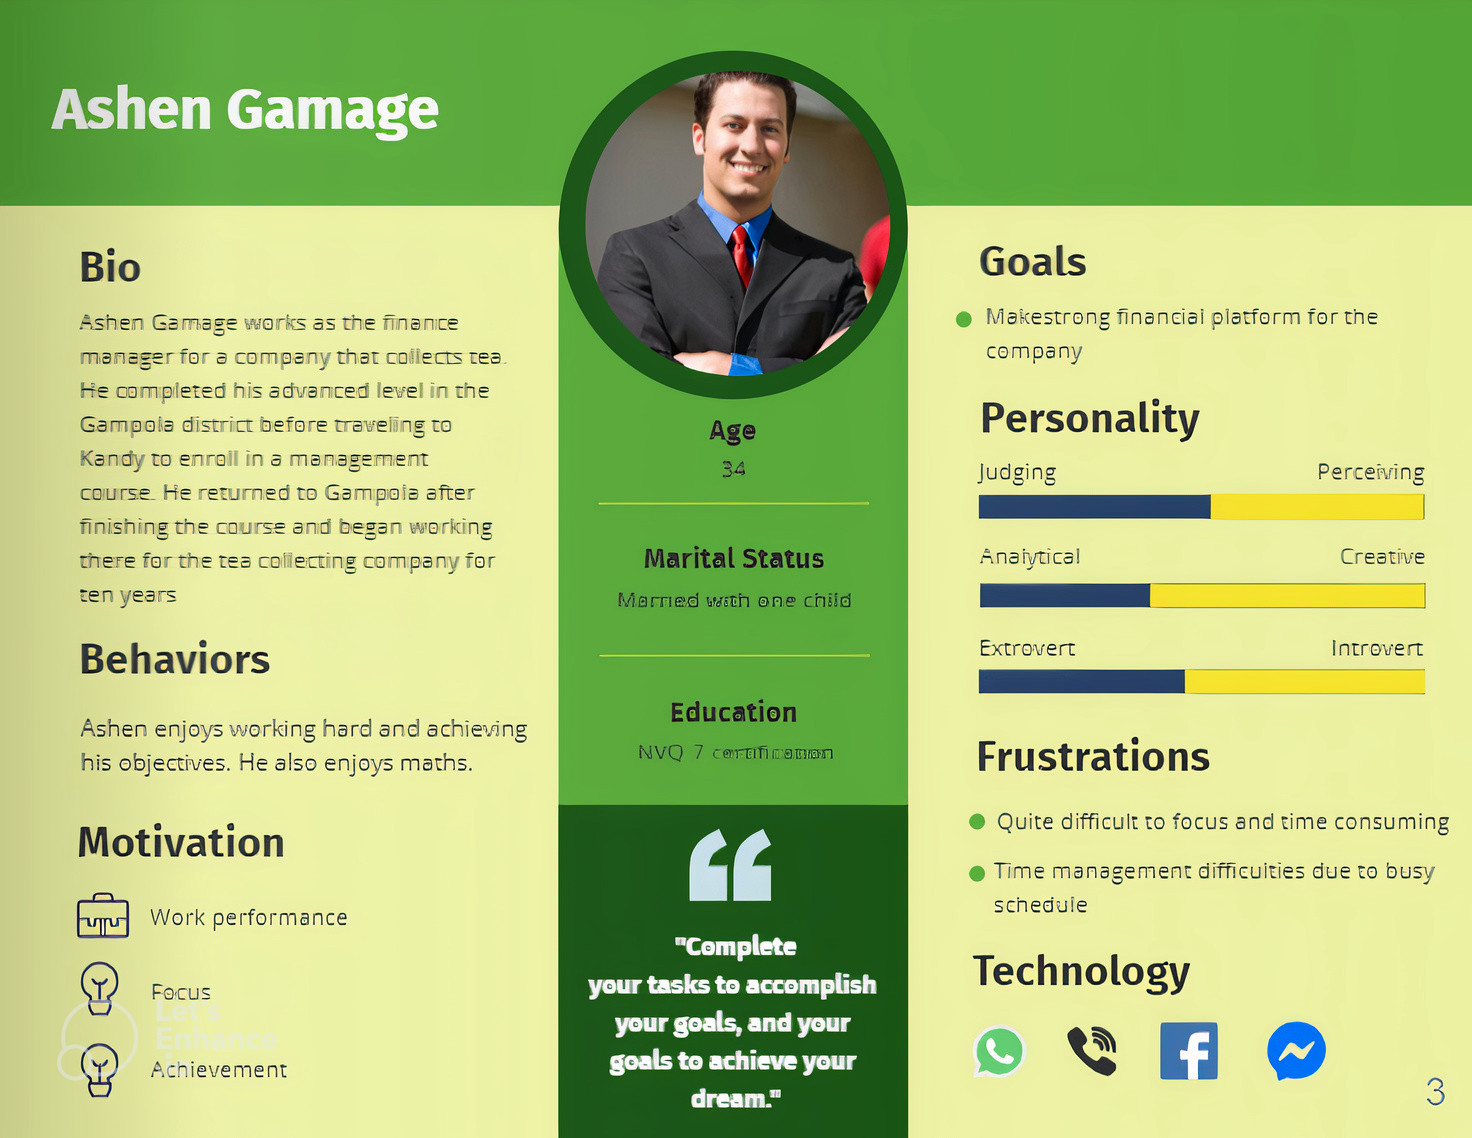 Ashen Gamage
Bio
Ashen Gamage works as the finance
manager for a company that collects tea.
He completed his advanced level in the
Gampola district before traveling to
Kandy to enroll in a management
course. He returned to Gampola after
finishing the course and began working
there for the tea collecting company for
ten years
Behaviors
Ashen enjoys working hard and achieving
his objectives. He also enjoys maths.
Motivation
Work performance
Focus
Let's
Enhance
Achievement
Age
34
Marital Status
Married with one child
Education
NVQ 7 certification
"Complete
your tasks to accomplish
your goals, and your
goals to achieve your
dream."
Goals
Makestrong financial platform for the
company
Personality
Judging Perceiving
Analytical Creative
Extrovert Introvert
Frustrations
Quite difficult to focus and time consuming
Time management difficulties due to busy
schedule
Technology
3